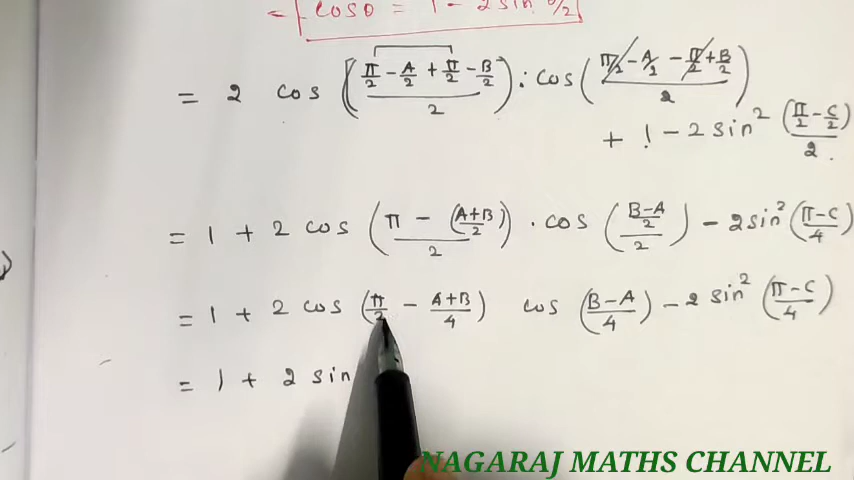 = cos θ = 1 - 2 sin² θ/2
= 2 cos ((π/2 - A/2 + π/2 - B/2)/2) · cos ((π/2 - A/2 - π/2 + B/2)/2)
+ 1 - 2 sin² (π/2 - C/2)/2 .
= 1 + 2 cos ((π - (A+B)/2)/2) · cos (((B-A)/2)/2) - 2 sin² ((π-C)/4)
= 1 + 2 cos (π/2 - (A+B)/4) cos ((B-A)/4) - 2 sin² ((π-C)/4)
= 1 + 2 sin
NAGARAJ MATHS CHANNEL